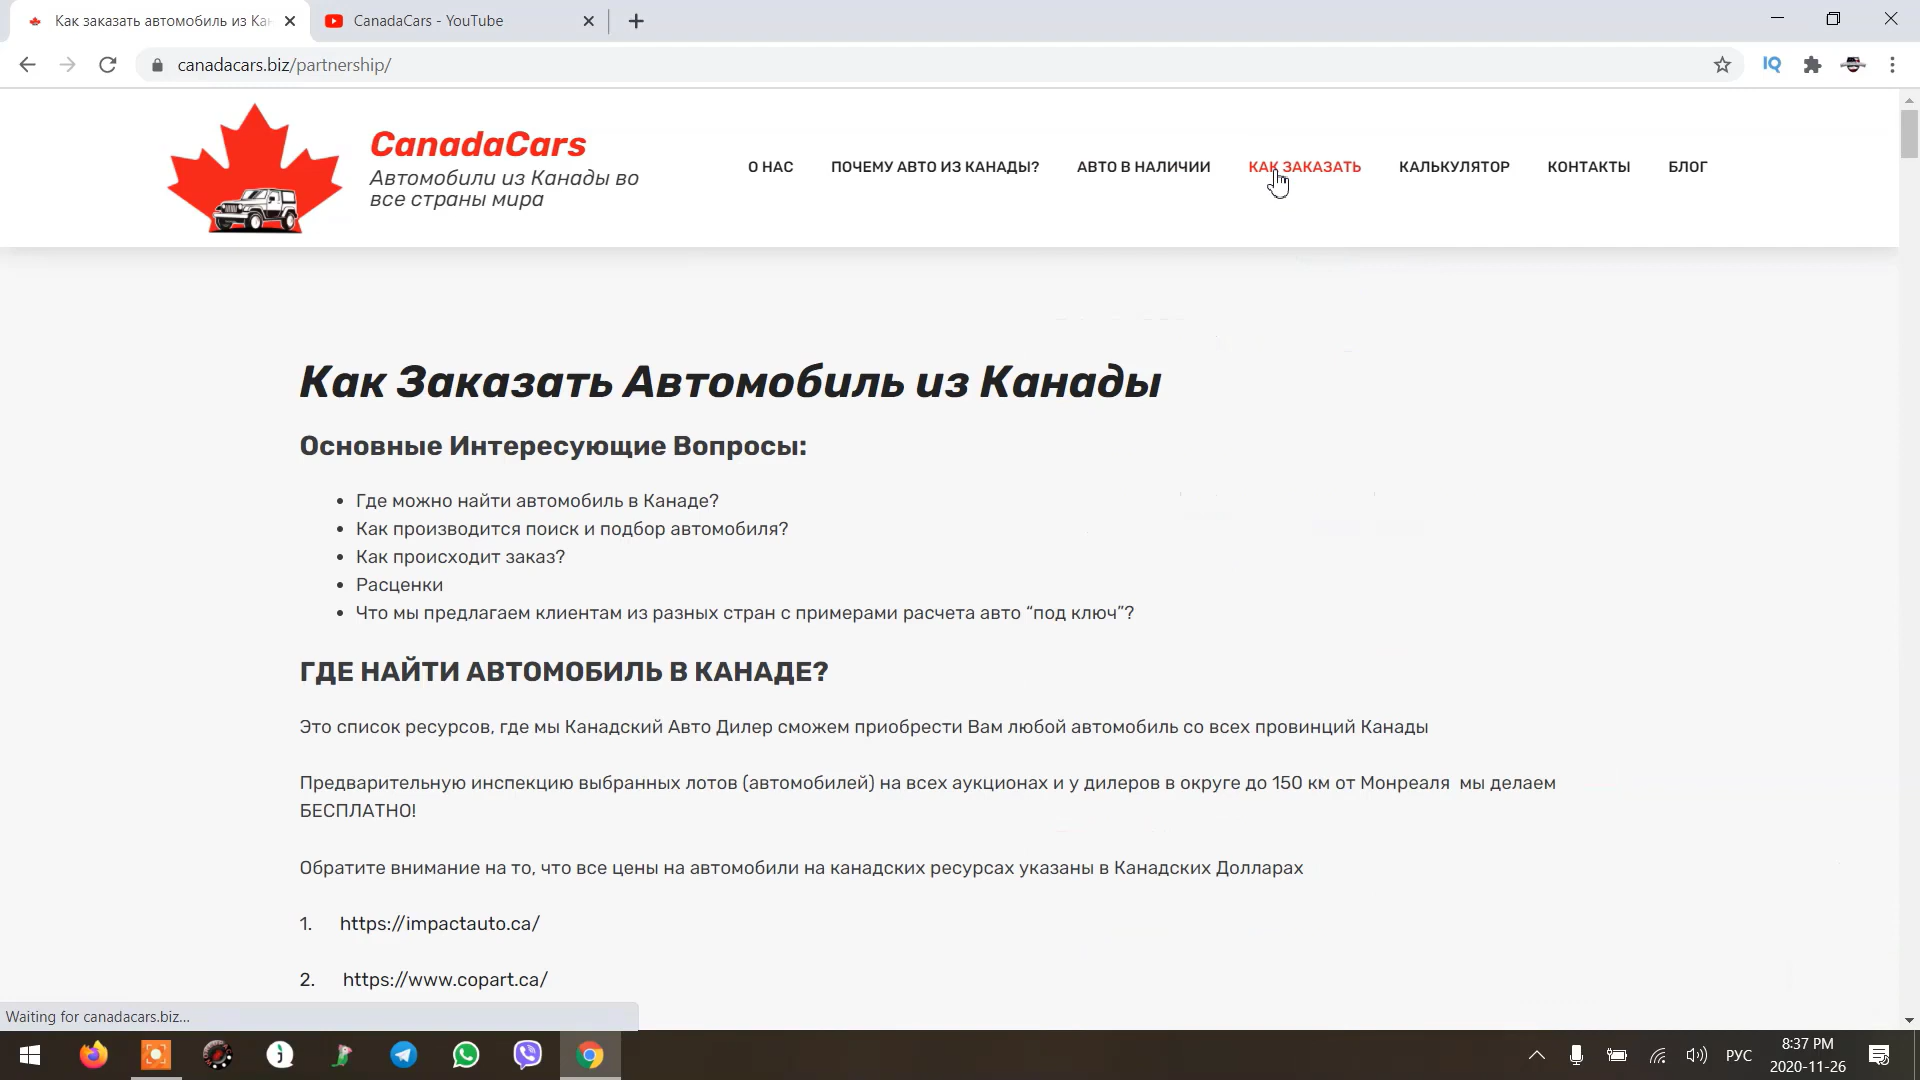 Как заказать автомобиль из Кан
CanadaCars - YouTube
canadacars.biz/partnership/
IQ
CanadaCars
Автомобили из Канады во
все страны мира
О НАС ПОЧЕМУ АВТО ИЗ КАНАДЫ? АВТО В НАЛИЧИИ КАК ЗАКАЗАТЬ КАЛЬКУЛЯТОР КОНТАКТЫ БЛОГ
Как Заказать Автомобиль из Канады
Основные Интересующие Вопросы:
• Где можно найти автомобиль в Канаде?
• Как производится поиск и подбор автомобиля?
• Как происходит заказ?
• Расценки
• Что мы предлагаем клиентам из разных стран с примерами расчета авто “под ключ”?
ГДЕ НАЙТИ АВТОМОБИЛЬ В КАНАДЕ?
Это список ресурсов, где мы Канадский Авто Дилер сможем приобрести Вам любой автомобиль со всех провинций Канады
Предварительную инспекцию выбранных лотов (автомобилей) на всех аукционах и у дилеров в округе до 150 км от Монреаля мы делаем
БЕСПЛАТНО!
Обратите внимание на то, что все цены на автомобили на канадских ресурсах указаны в Канадских Долларах
1. https://impactauto.ca/
2. https://www.copart.ca/
Waiting for canadacars.biz...
РУС
8:37 PM
2020-11-26